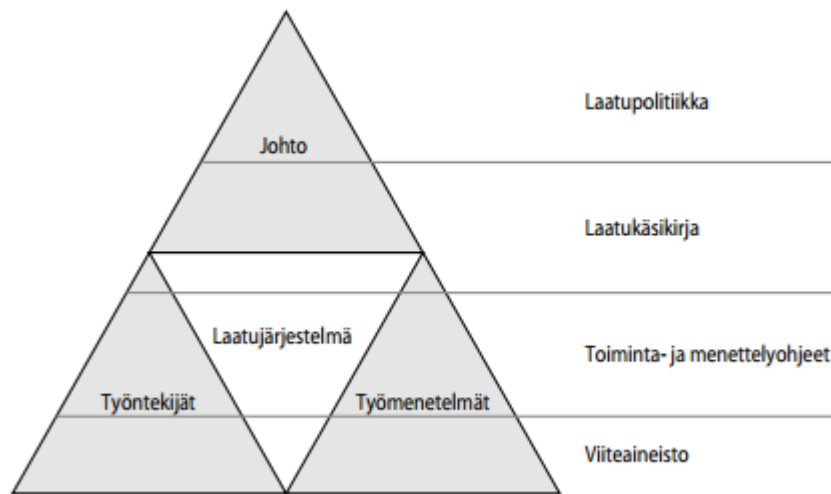 Laatupolitiikka
Johto
Laatukäsikirja
Laatujärjestelmä
Toiminta- ja menettelyohjeet
Työntekijät
Työmenetelmät
Viiteaineisto